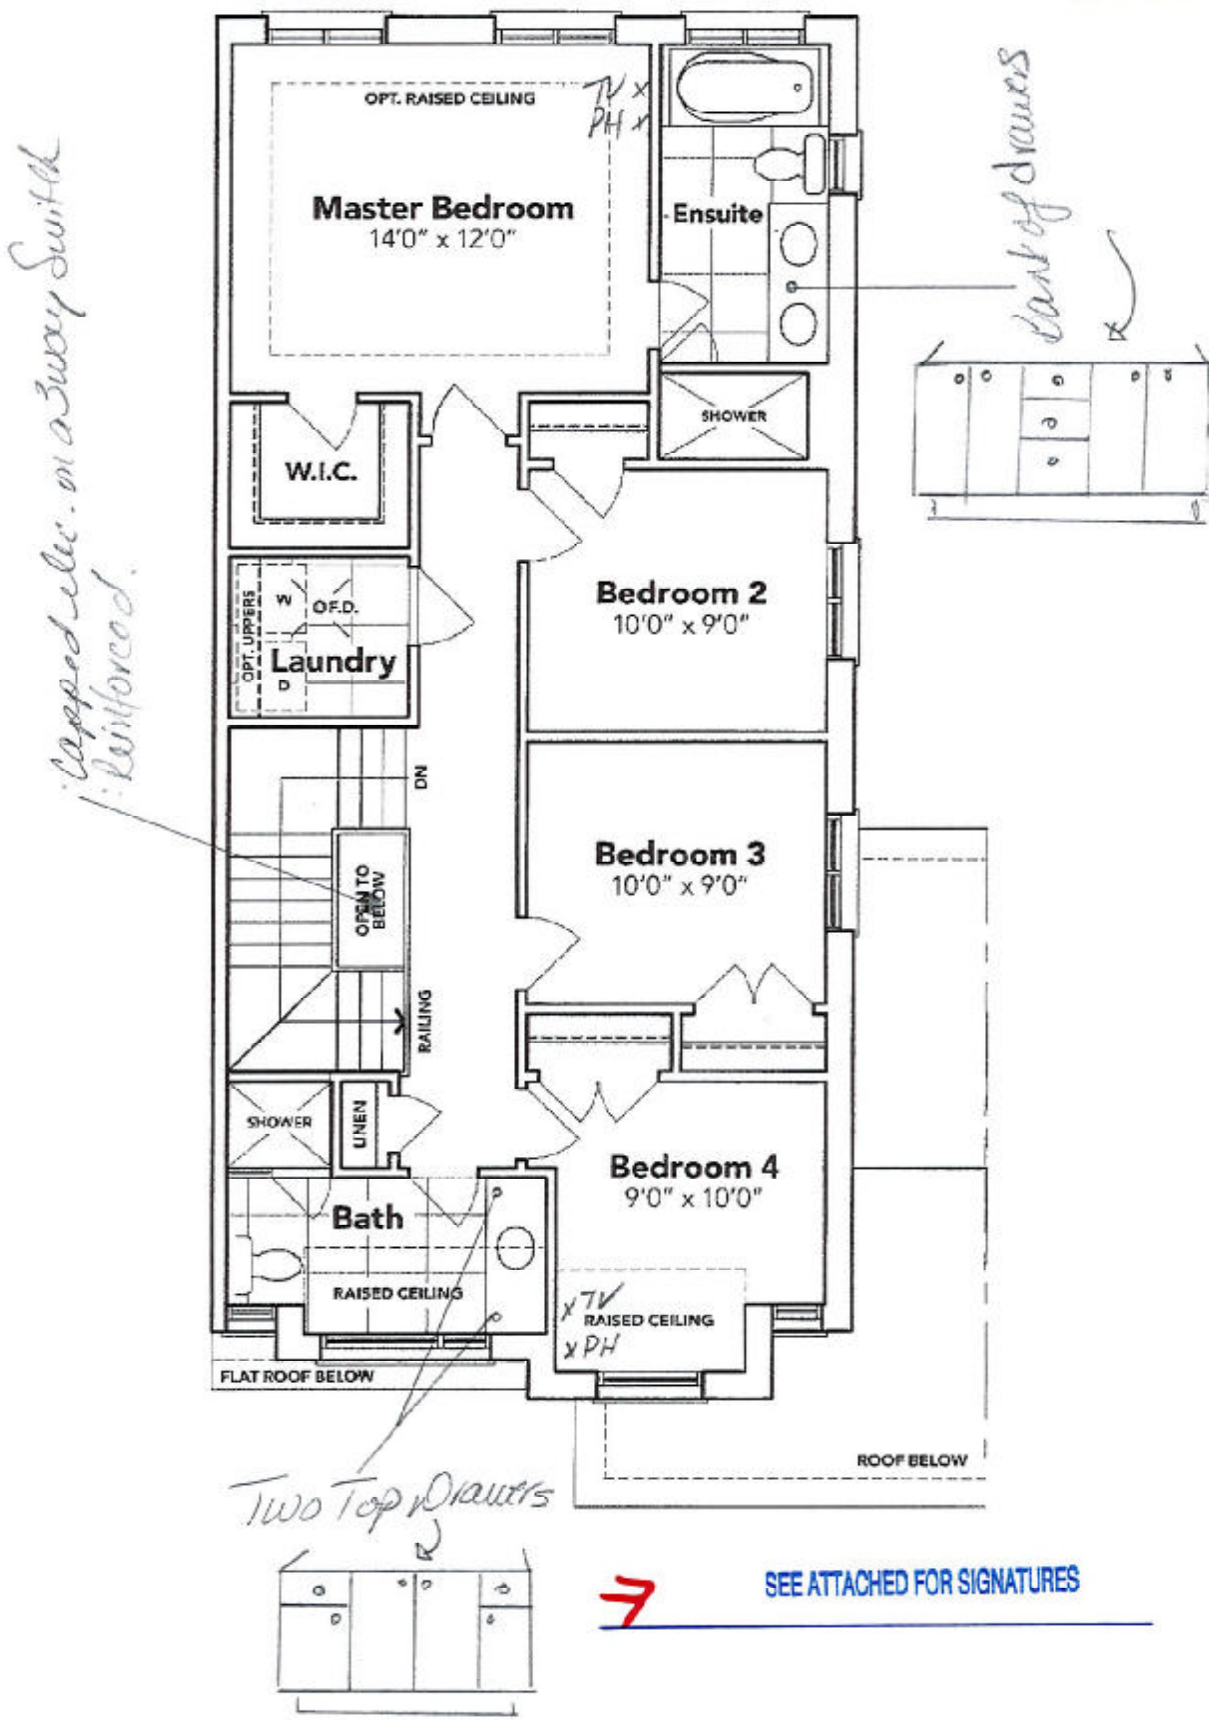 OPT. RAISED CEILING
TV x
PH x
Master Bedroom
14'0" x 12'0"
Ensuite
Bank of drawers
Capped elec. on a 3way Switch
Reinforced.
SHOWER
W.I.C.
OPT. UPPERS
W
O F.D.
Laundry
D
Bedroom 2
10'0" x 9'0"
DN
OPEN TO
BELOW
Bedroom 3
10'0" x 9'0"
RAILING
SHOWER
LINEN
Bedroom 4
9'0" x 10'0"
Bath
RAISED CEILING
x TV
RAISED CEILING
x PH
FLAT ROOF BELOW
ROOF BELOW
Two Top Drawers
SEE ATTACHED FOR SIGNATURES